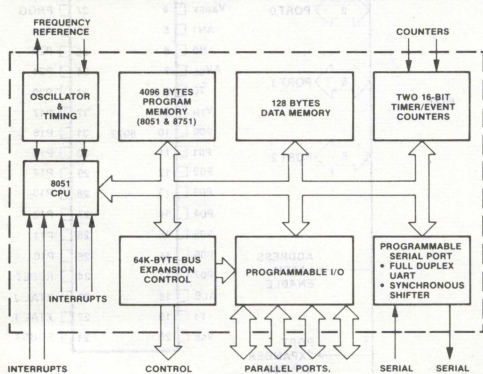 FREQUENCY
REFERENCE
COUNTERS
OSCILLATOR
&
TIMING
4096 BYTES
PROGRAM
MEMORY
(8051 & 8751)
128 BYTES
DATA MEMORY
TWO 16-BIT
TIMER/EVENT
COUNTERS
8051
CPU
64K-BYTE BUS
EXPANSION
CONTROL
PROGRAMMABLE I/O
PROGRAMMABLE
SERIAL PORT
• FULL DUPLEX
UART
• SYNCHRONOUS
SHIFTER
INTERRUPTS
INTERRUPTS
CONTROL
PARALLEL PORTS,
SERIAL
SERIAL